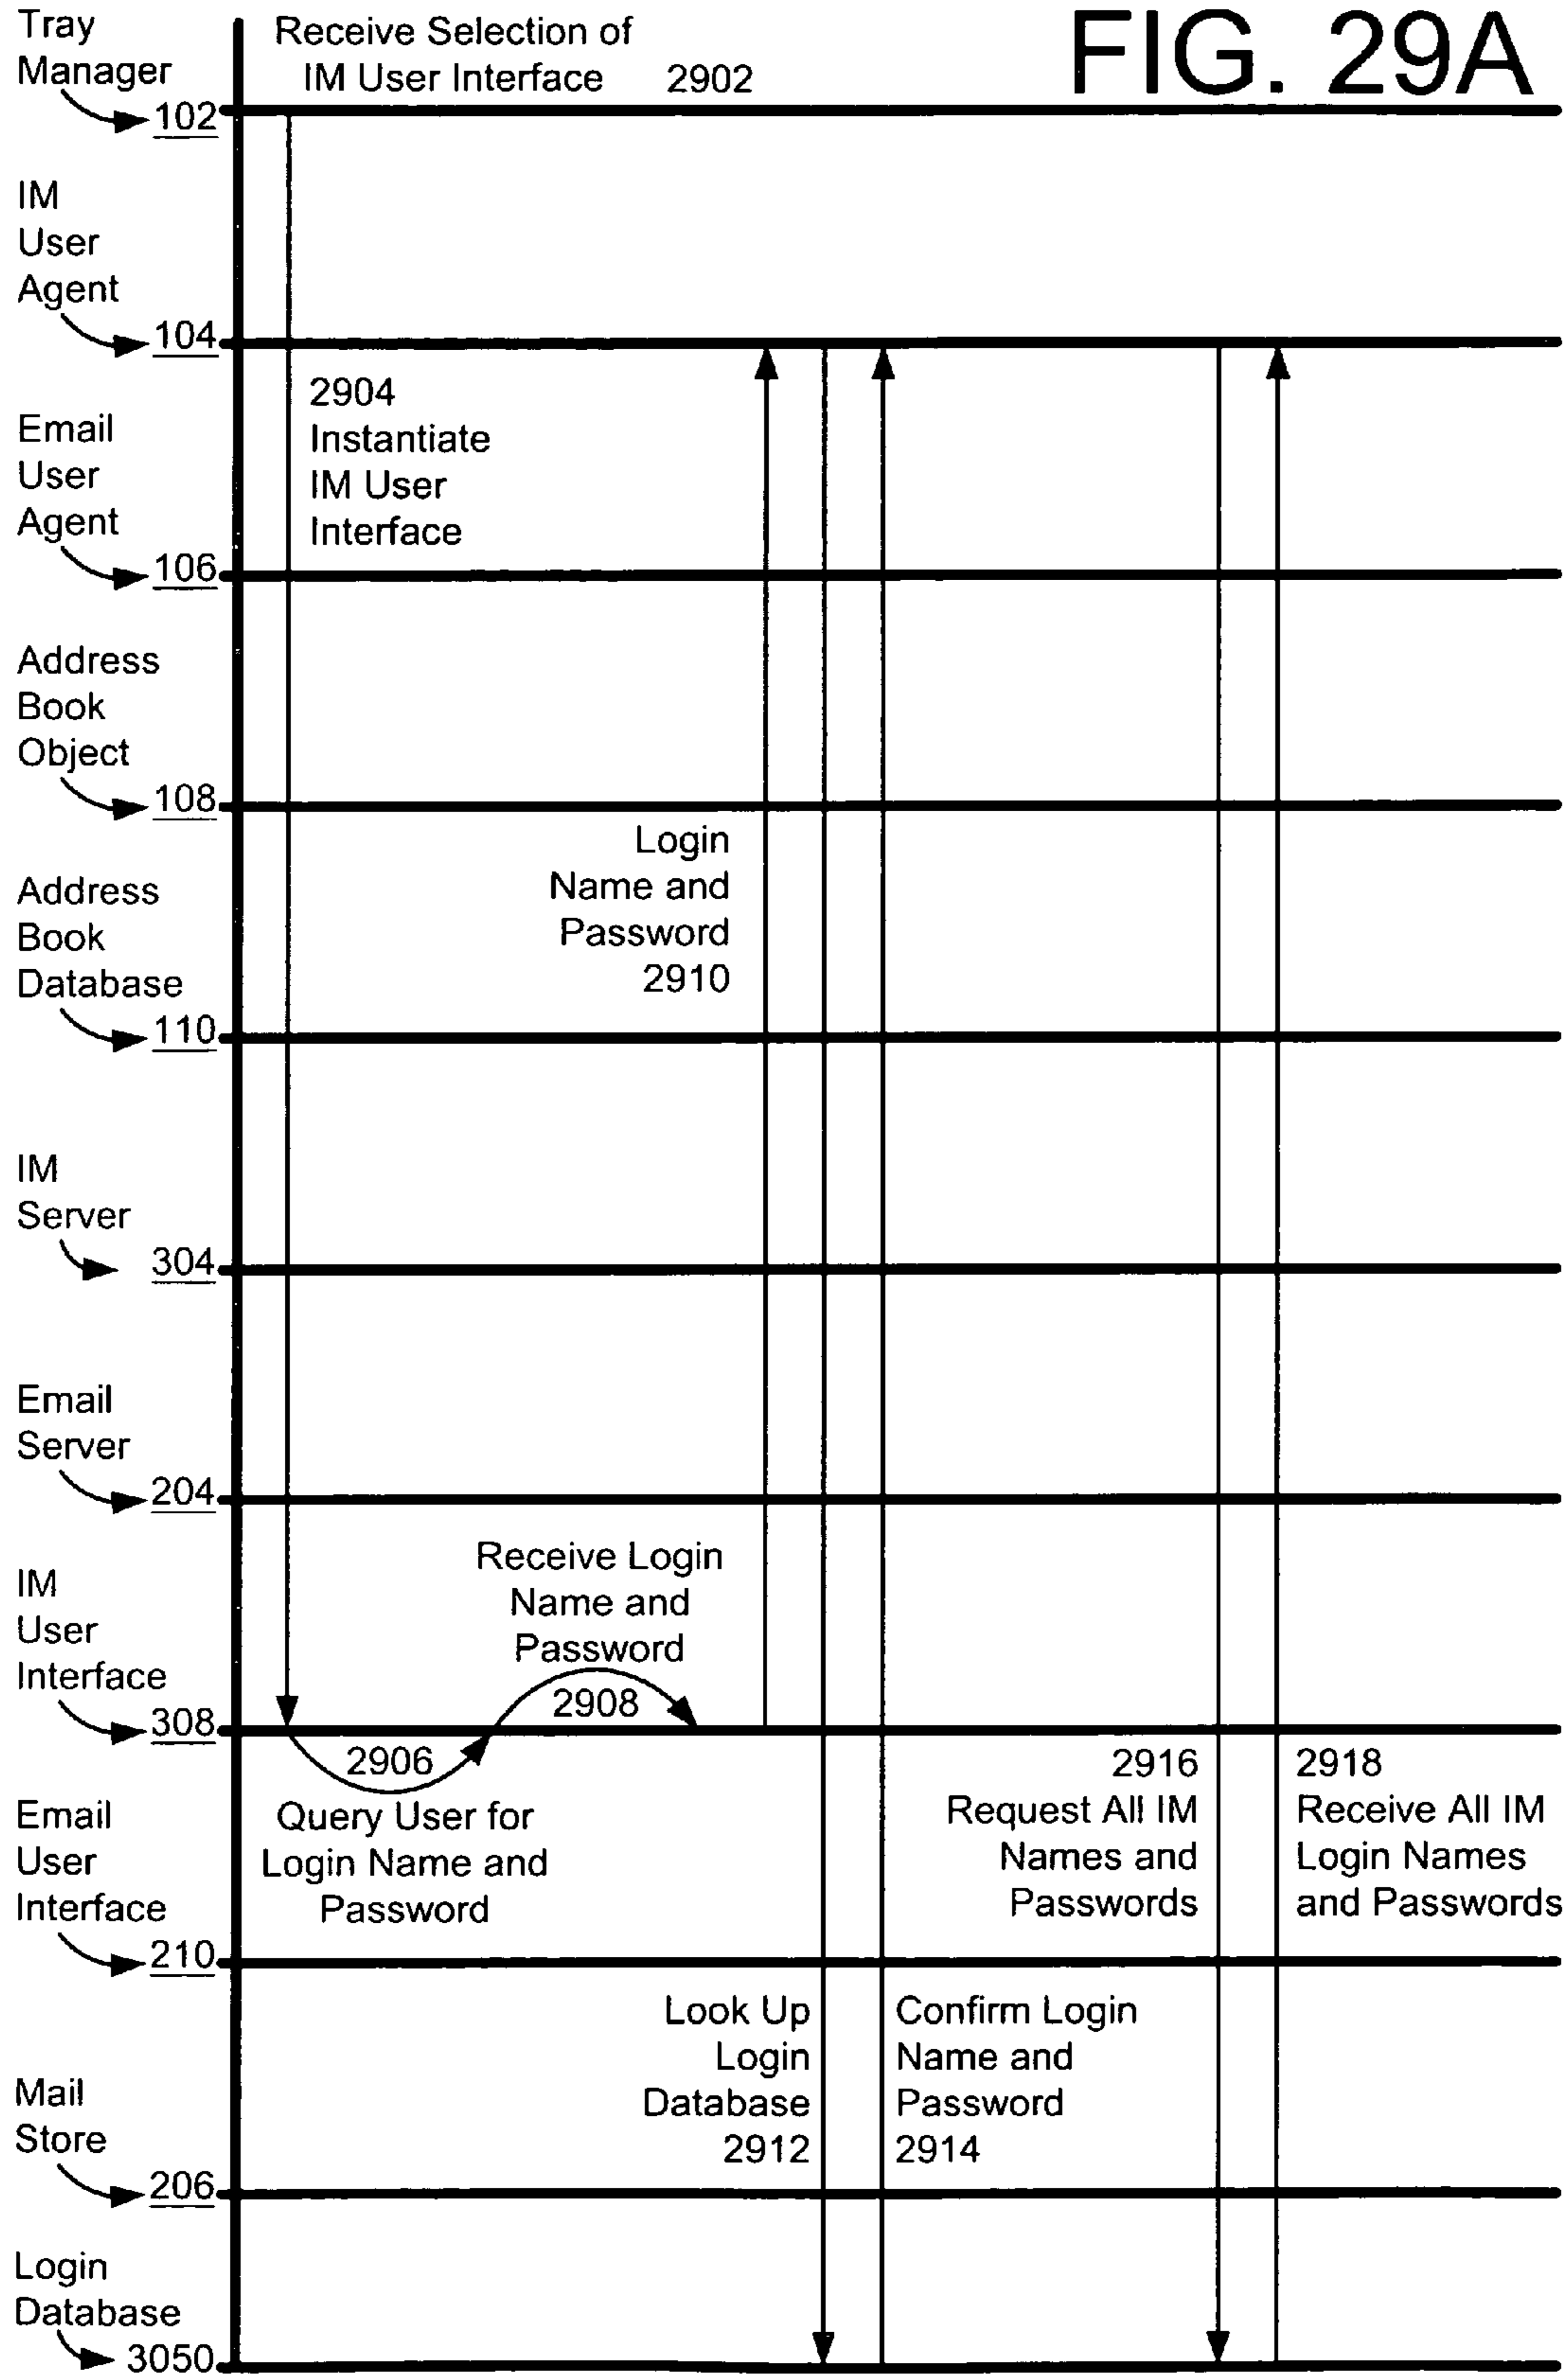 FIG. 29A
Tray
Manager
102
Receive Selection of
IM User Interface 2902
IM
User
Agent
104
2904
Instantiate
IM User
Interface
Email
User
Agent
106
Address
Book
Object
108
Login
Name and
Password
2910
Address
Book
Database
110
IM
Server
304
Email
Server
204
Receive Login
Name and
Password
2908
IM
User
Interface
308
2906
Query User for
Login Name and
Password
2916
Request All IM
Names and
Passwords
2918
Receive All IM
Login Names
and Passwords
Email
User
Interface
210
Look Up
Login
Database
2912
Confirm Login
Name and
Password
2914
Mail
Store
206
Login
Database
3050